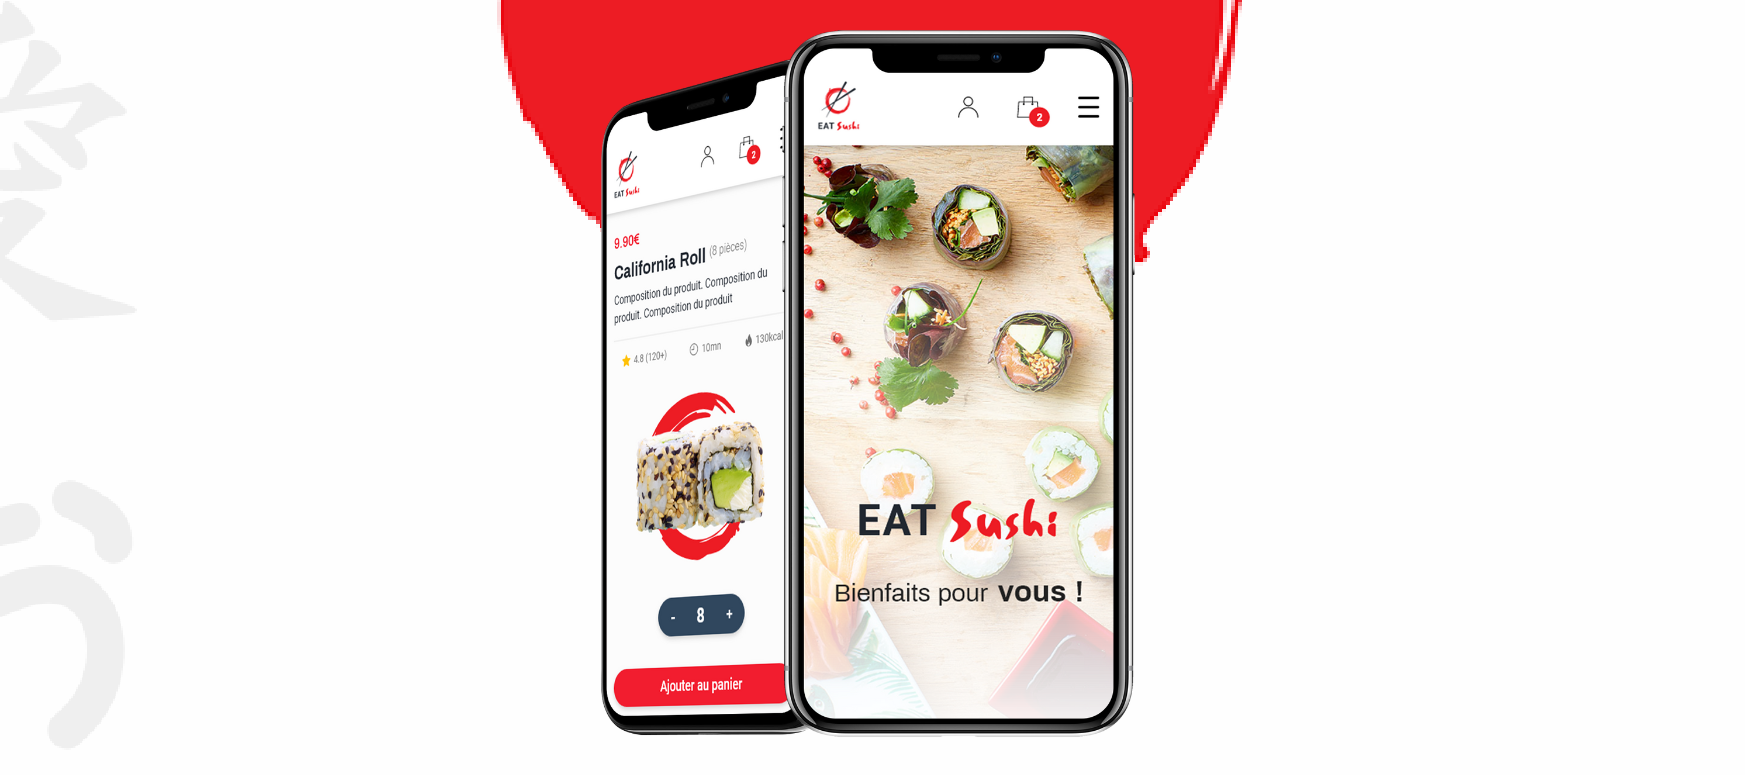 EAT Sushi
2
9.90€
California Roll (8 pièces)
Composition du produit. Composition du
produit. Composition du produit
4.8 (120+) 10mn 130kcal
- 8 +
Ajouter au panier
EAT Sushi
2
EAT Sushi
Bienfaits pour vous !